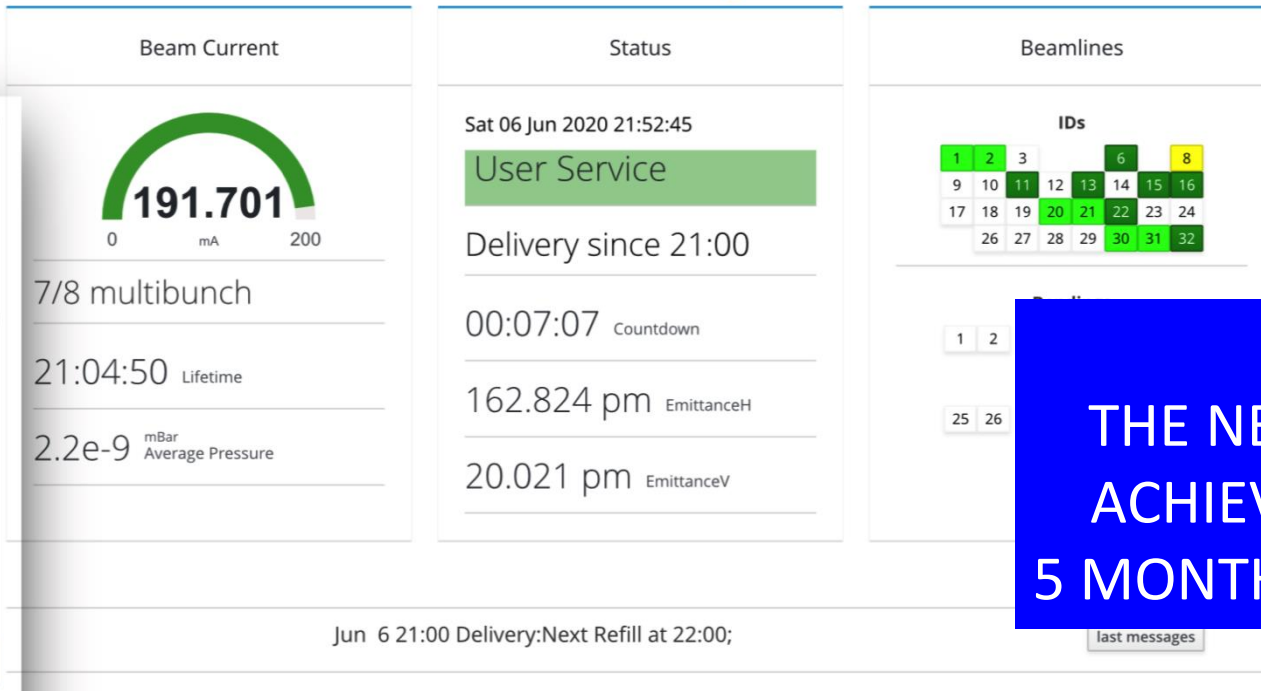 Beam Current
191.701
0 mA 200
7/8 multibunch
21:04:50 Lifetime
2.2e-9 mBar Average Pressure
Status
Sat 06 Jun 2020 21:52:45
User Service
Delivery since 21:00
00:07:07 Countdown
162.824 pm EmittanceH
20.021 pm EmittanceV
Beamlines
IDs
1 2 3 6 8
9 10 11 12 13 14 15 16
17 18 19 20 21 22 23 24
26 27 28 29 30 31 32
1 2
25 26
THE
5
Jun 6 21:00 Delivery:Next Refill at 22:00;
last messages